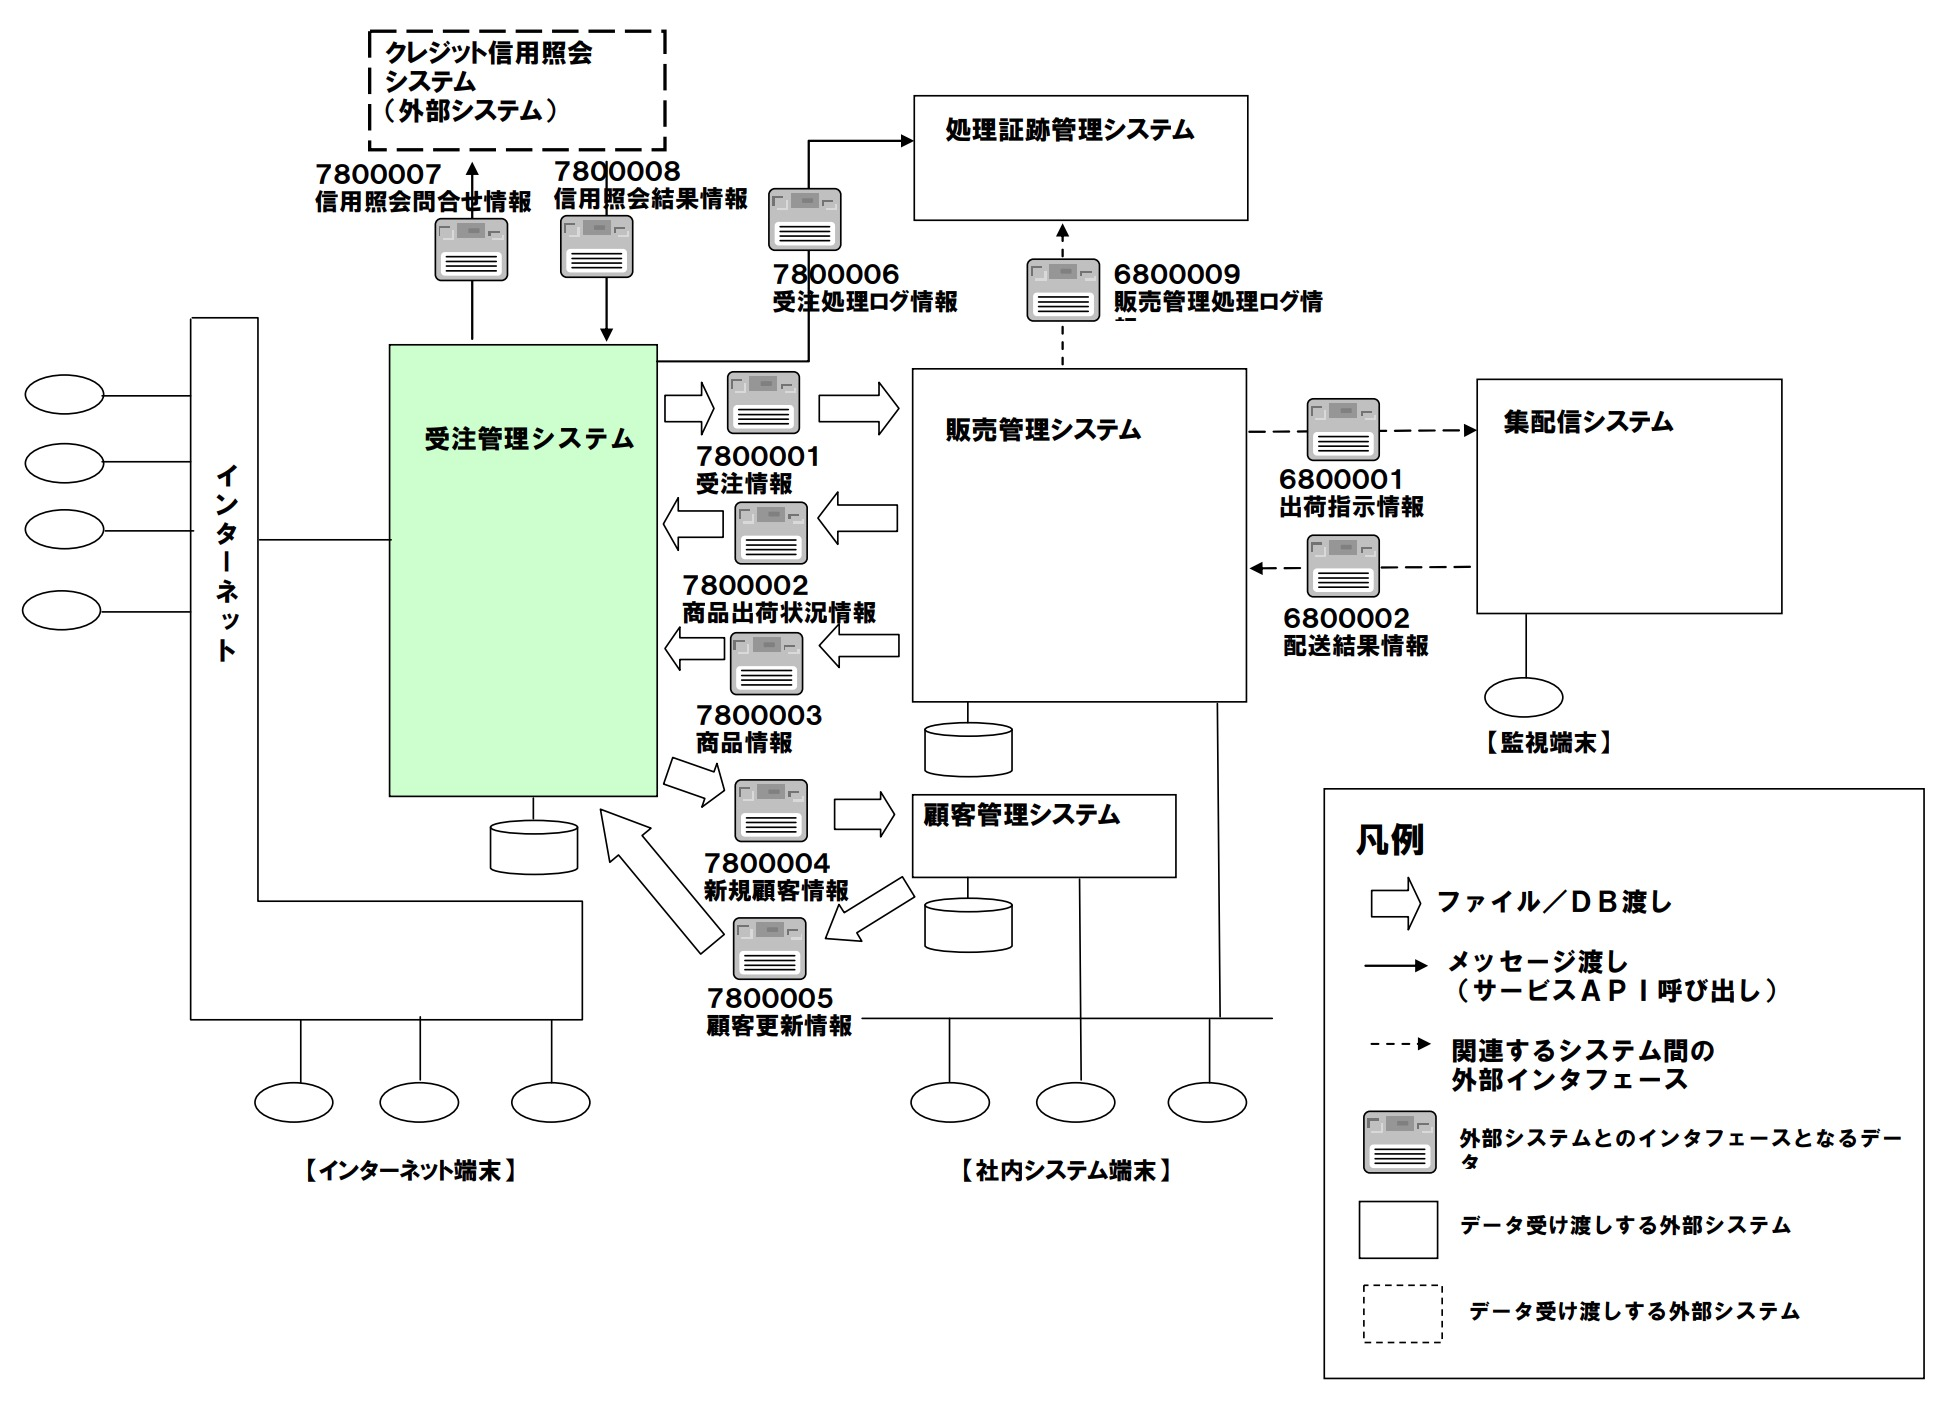 クレジット信用照会
システム
（外部システム）
処理証跡管理システム
7800007
信用照会問合せ情報
7800008
信用照会結果情報
7800006
受注処理ログ情報
6800009
販売管理処理ログ情
報
受注管理システム
販売管理システム
集配信システム
7800001
受注情報
6800001
出荷指示情報
インターネット
7800002
商品出荷状況情報
6800002
配送結果情報
7800003
商品情報
【監視端末】
顧客管理システム
7800004
新規顧客情報
7800005
顧客更新情報
【インターネット端末】
【社内システム端末】
凡例
ファイル／ＤＢ渡し
メッセージ渡し
（サービスＡＰＩ呼び出し）
関連するシステム間の
外部インタフェース
外部システムとのインタフェースとなるデー
タ
データ受け渡しする外部システム
データ受け渡しする外部システム